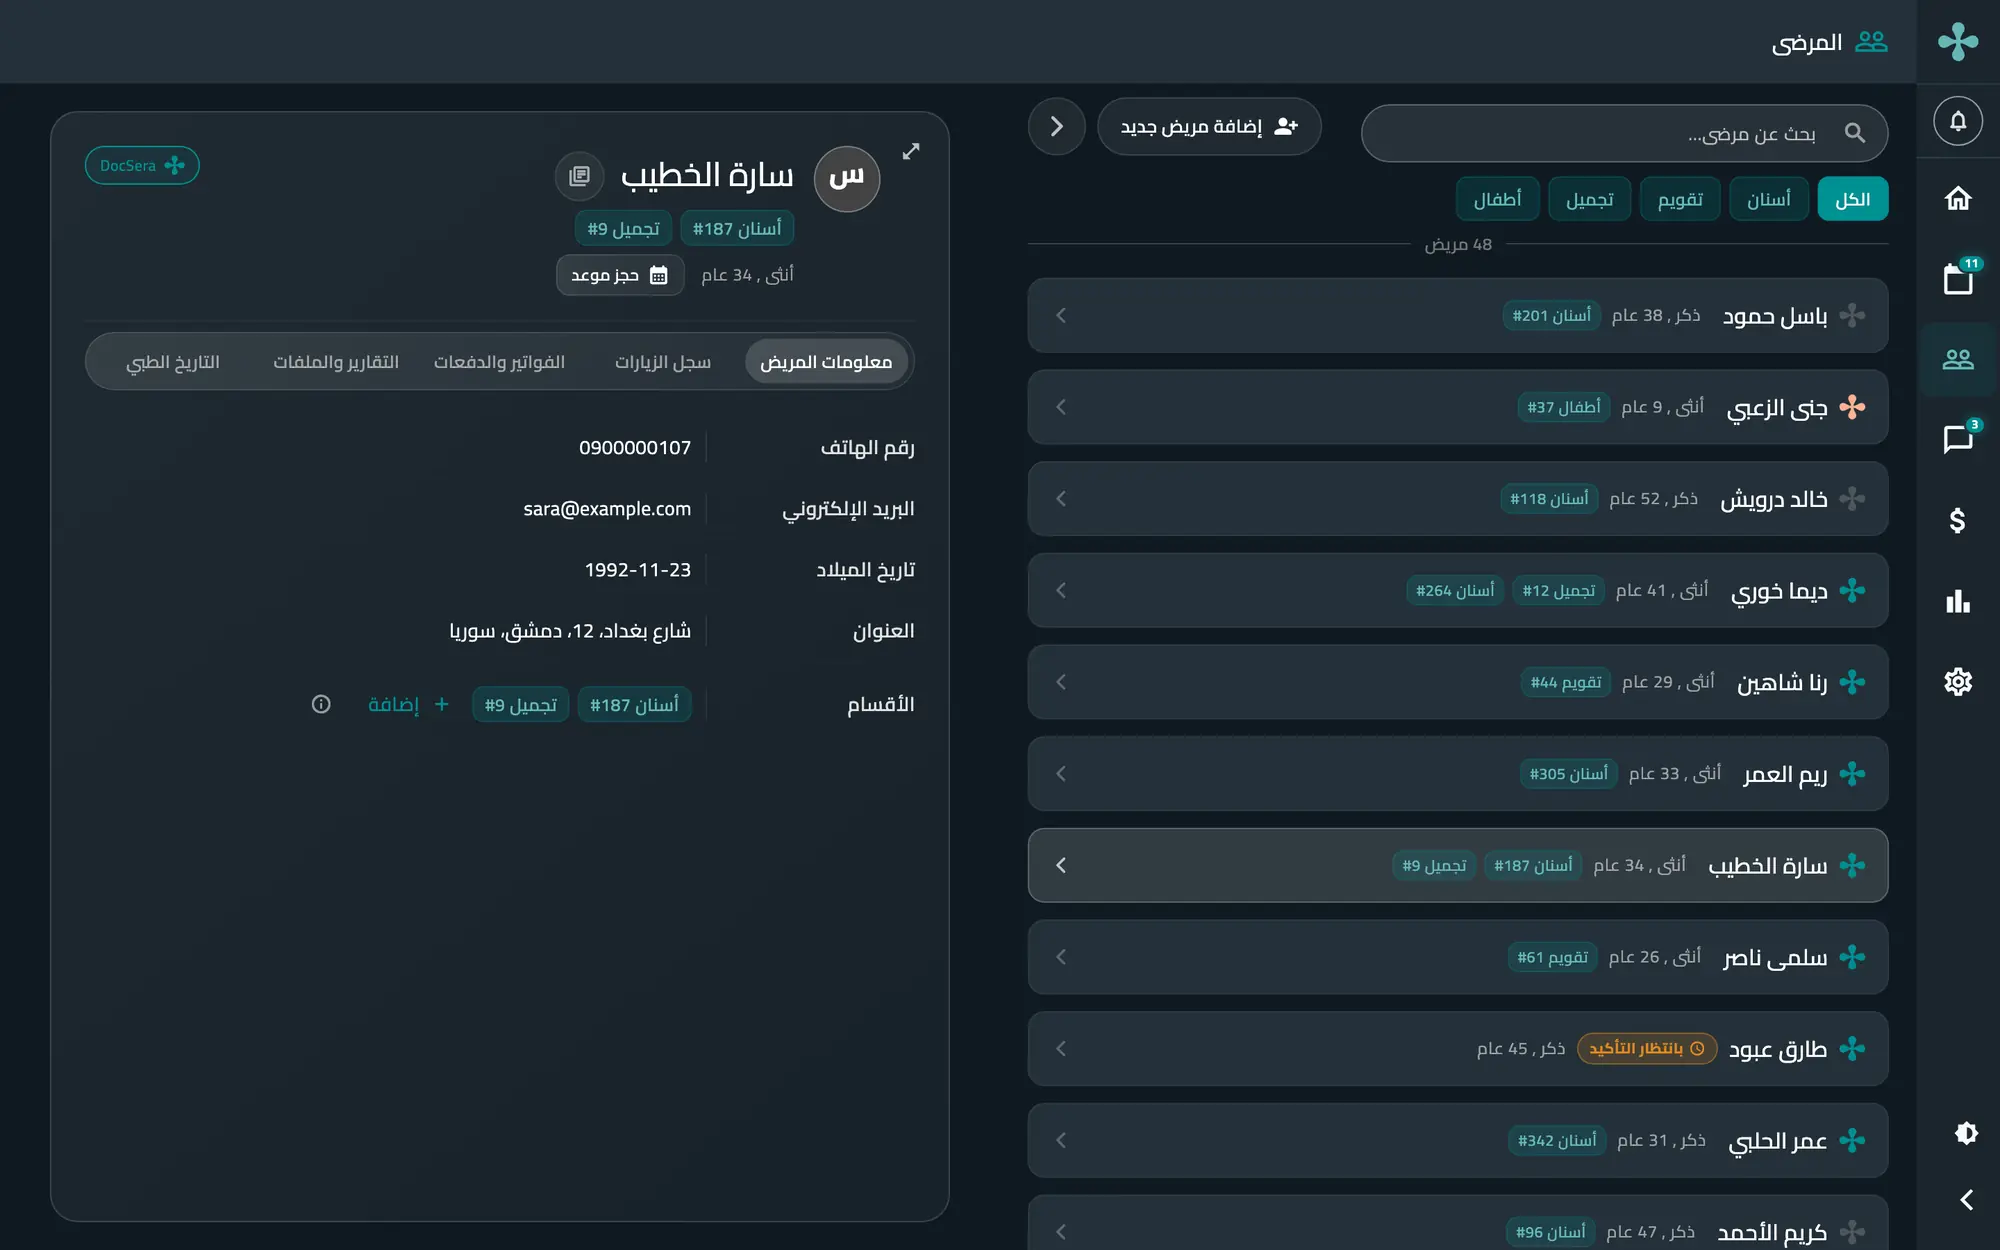 المرضى
11
3
بحث عن مرضى...
إضافة مريض جديد
الكل
أسنان
تقويم
تجميل
أطفال
48 مريض
باسل حمود ذكر , 38 عام أسنان 201#
جنى الزعبي أنثى , 9 عام أطفال 37#
خالد درويش ذكر , 52 عام أسنان 118#
ديما خوري أنثى , 41 عام تجميل 12# أسنان 264#
رنا شاهين أنثى , 29 عام تقويم 44#
ريم العمر أنثى , 33 عام أسنان 305#
سارة الخطيب أنثى , 34 عام أسنان 187# تجميل 9#
سلمى ناصر أنثى , 26 عام تقويم 61#
طارق عبود بانتظار التأكيد ذكر , 45 عام
عمر الحلبي ذكر , 31 عام أسنان 342#
كريم الأحمد ذكر , 47 عام أسنان 96#
س
سارة الخطيب
DocSera
أسنان 187# تجميل 9#
أنثى , 34 عام حجز موعد
معلومات المريض سجل الزيارات الفواتير والدفعات التقارير والملفات التاريخ الطبي
رقم الهاتف 0900000107
البريد الإلكتروني sara@example.com
تاريخ الميلاد 1992-11-23
العنوان شارع بغداد، 12، دمشق، سوريا
الأقسام أسنان 187# تجميل 9# + إضافة